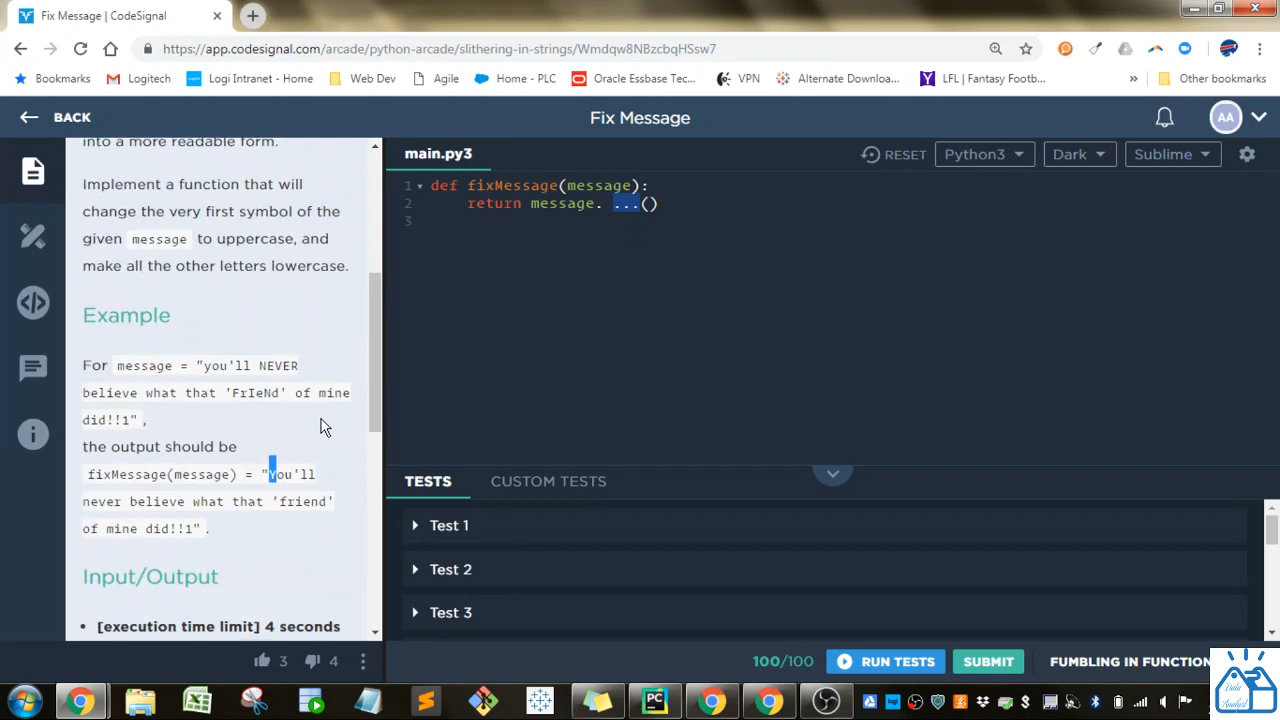 Fix Message | CodeSignal
https://app.codesignal.com/arcade/python-arcade/slithering-in-strings/Wmdqw8NBzcbqHSsw7
Bookmarks Logitech Logi Intranet - Home Web Dev Agile Home - PLC Oracle Essbase Tec... VPN Alternate Downloa... LFL | Fantasy Footb... » Other bookmarks
BACK
Fix Message
AA
into a more readable form.
Implement a function that will
change the very first symbol of the
given message to uppercase, and
make all the other letters lowercase.
Example
For message = "you'll NEVER
believe what that 'FrIeNd' of mine
did!!1",
the output should be
fixMessage(message) = "You'll
never believe what that 'friend'
of mine did!!1".
Input/Output
• [execution time limit] 4 seconds
3 4
main.py3
RESET Python3 Dark Sublime
1 def fixMessage(message):
2 return message. ...()
3
TESTS CUSTOM TESTS
Test 1
Test 2
Test 3
100/100 RUN TESTS SUBMIT FUMBLING IN FUNCTION